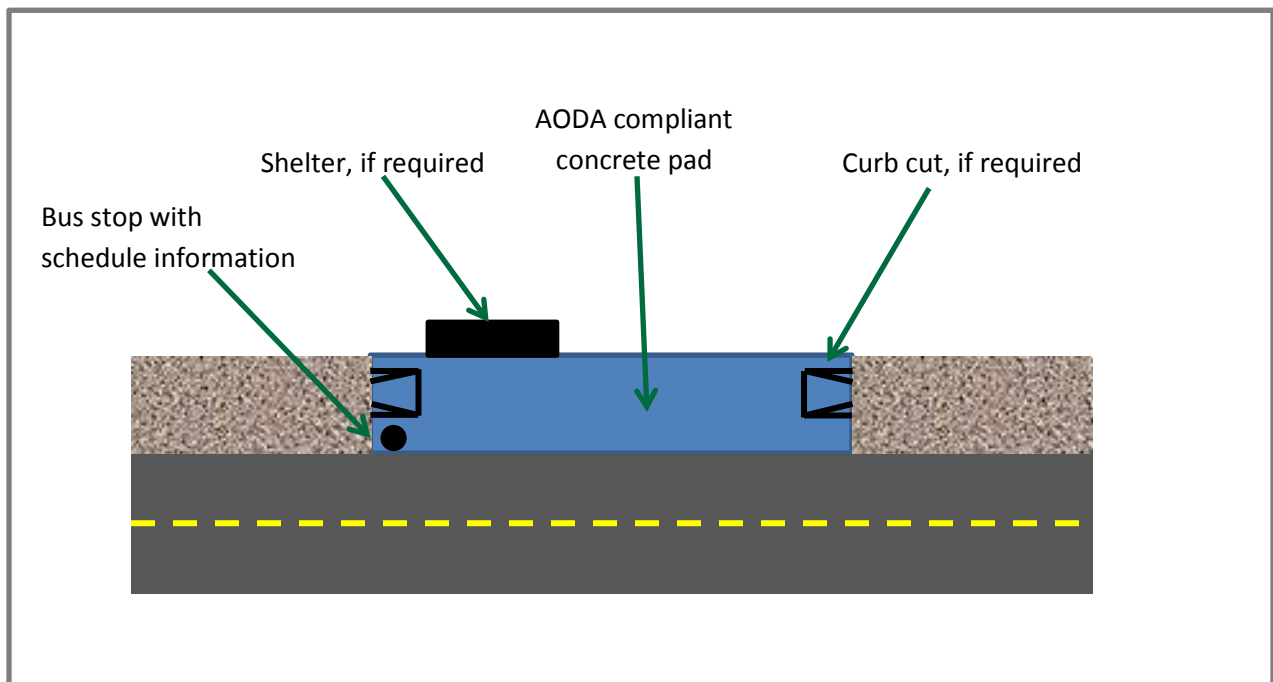 AODA compliant
concrete pad
Shelter, if required
Curb cut, if required
Bus stop with
schedule information